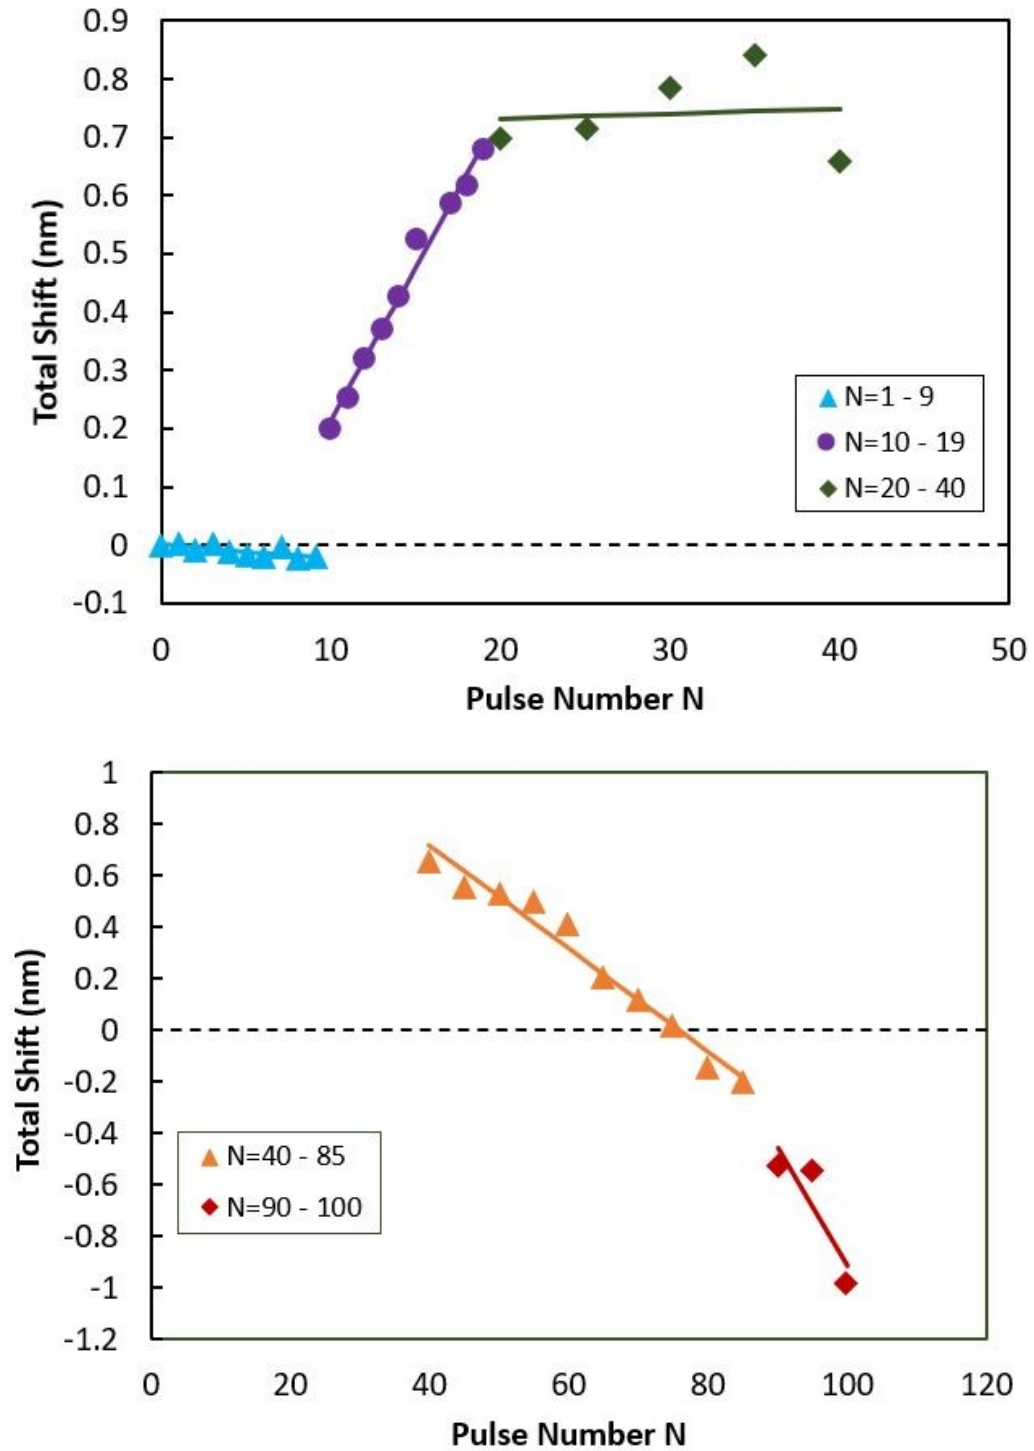 0.9
0.8
0.7
0.6
0.5
0.4
0.3
0.2
0.1
0
-0.1
Total Shift (nm)
N=1 - 9
N=10 - 19
N=20 - 40
0 10 20 30 40 50
Pulse Number N
1
0.8
0.6
0.4
0.2
0
-0.2
-0.4
-0.6
-0.8
-1
-1.2
Total Shift (nm)
N=40 - 85
N=90 - 100
0 20 40 60 80 100 120
Pulse Number N